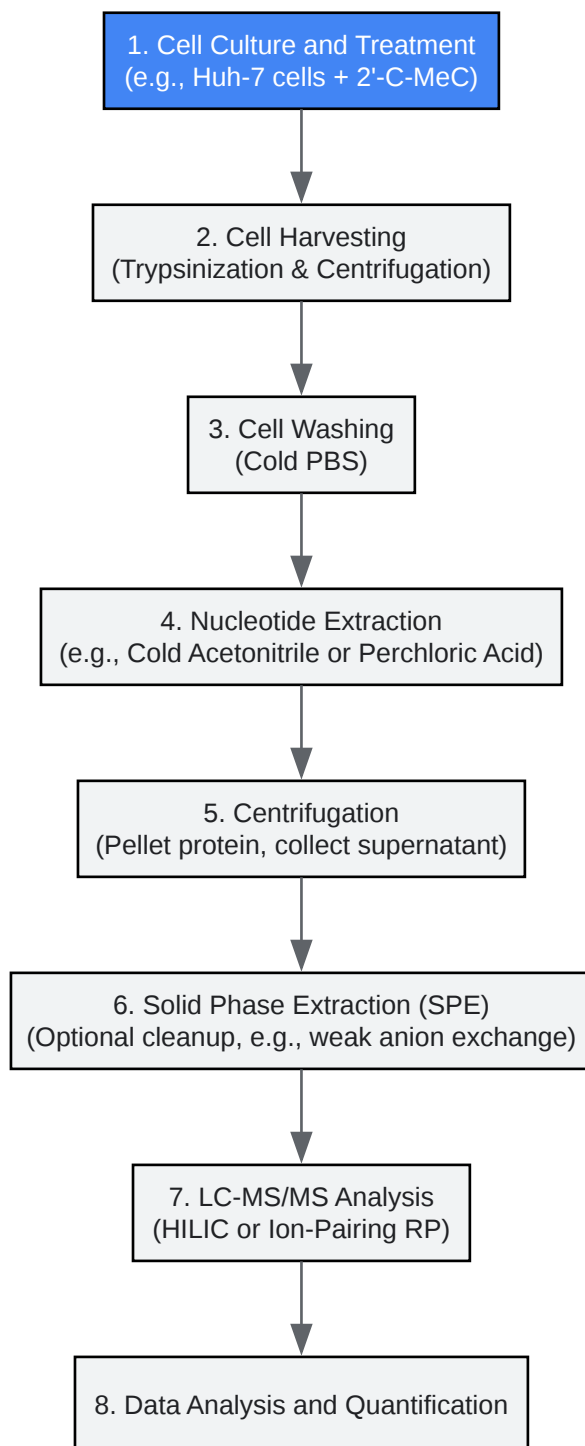 1. Cell Culture and Treatment
(e.g., Huh-7 cells + 2'-C-MeC)
2. Cell Harvesting
(Trypsinization & Centrifugation)
3. Cell Washing
(Cold PBS)
4. Nucleotide Extraction
(e.g., Cold Acetonitrile or Perchloric Acid)
5. Centrifugation
(Pellet protein, collect supernatant)
6. Solid Phase Extraction (SPE)
(Optional cleanup, e.g., weak anion exchange)
7. LC-MS/MS Analysis
(HILIC or Ion-Pairing RP)
8. Data Analysis and Quantification